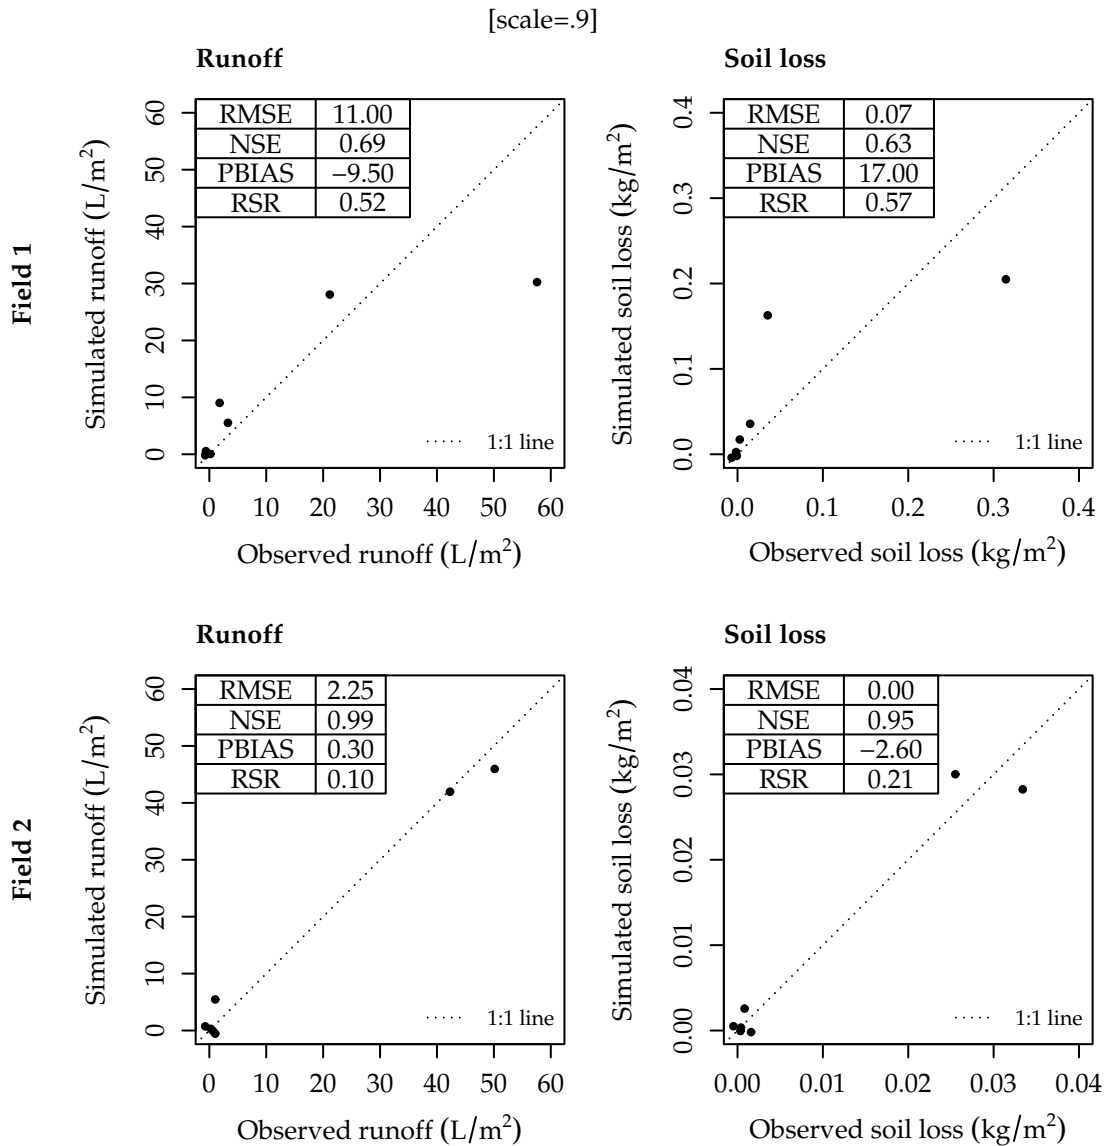 [scale=.9]
Runoff
Soil loss
Field 1
Simulated runoff (L/m²)
60
50
40
30
20
10
0
RMSE 11.00
NSE 0.69
PBIAS −9.50
RSR 0.52
1:1 line
0 10 20 30 40 50 60
Observed runoff (L/m²)
Simulated soil loss (kg/m²)
0.4
0.3
0.2
0.1
0.0
RMSE 0.07
NSE 0.63
PBIAS 17.00
RSR 0.57
1:1 line
0.0 0.1 0.2 0.3 0.4
Observed soil loss (kg/m²)
Runoff
Soil loss
Field 2
Simulated runoff (L/m²)
60
50
40
30
20
10
0
RMSE 2.25
NSE 0.99
PBIAS 0.30
RSR 0.10
1:1 line
0 10 20 30 40 50 60
Observed runoff (L/m²)
Simulated soil loss (kg/m²)
0.04
0.03
0.02
0.01
0.00
RMSE 0.00
NSE 0.95
PBIAS −2.60
RSR 0.21
1:1 line
0.00 0.01 0.02 0.03 0.04
Observed soil loss (kg/m²)